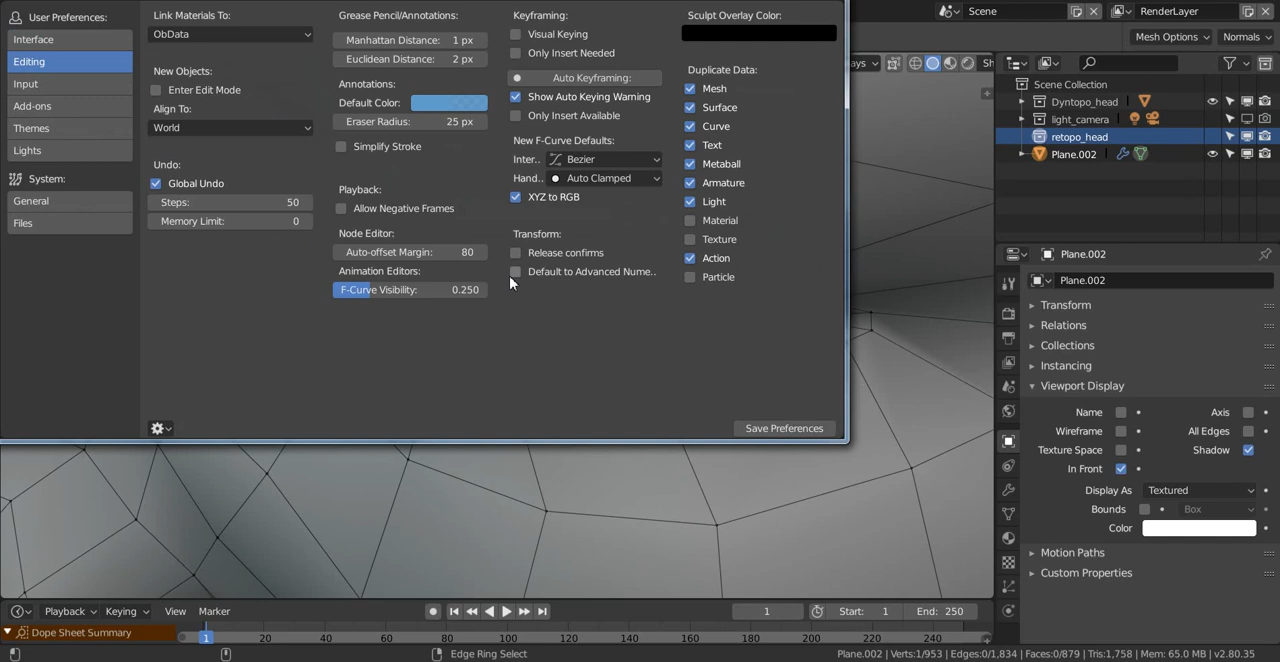 User Preferences:
Interface
Editing
Input
Add-ons
Themes
Lights
System:
General
Files
Link Materials To:
ObData
New Objects:
Enter Edit Mode
Align To:
World
Undo:
Global Undo
Steps: 50
Memory Limit: 0
Grease Pencil/Annotations:
Manhattan Distance: 1 px
Euclidean Distance: 2 px
Annotations:
Default Color:
Eraser Radius: 25 px
Simplify Stroke
Playback:
Allow Negative Frames
Node Editor:
Auto-offset Margin: 80
Animation Editors:
F-Curve Visibility: 0.250
Keyframing:
Visual Keying
Only Insert Needed
Auto Keyframing:
Show Auto Keying Warning
Only Insert Available
New F-Curve Defaults:
Inter.. Bezier
Hand.. Auto Clamped
XYZ to RGB
Transform:
Release confirms
Default to Advanced Nume..
Sculpt Overlay Color:
Duplicate Data:
Mesh
Surface
Curve
Text
Metaball
Armature
Light
Material
Texture
Action
Particle
Save Preferences
Scene
RenderLayer
Mesh Options
Normals
ays
Sh
Scene Collection
Dyntopo_head
light_camera
retopo_head
Plane.002
Plane.002
Plane.002
Transform
Relations
Collections
Instancing
Viewport Display
Name Axis
Wireframe All Edges
Texture Space Shadow
In Front
Display As Textured
Bounds Box
Color
Motion Paths
Custom Properties
Playback Keying View Marker
1 Start: 1 End: 250
Dope Sheet Summary
1 20 40 60 80 100 120 140 160 180 200 220 240
Edge Ring Select
Plane.002 | Verts:1/953 | Edges:0/1,834 | Faces:0/879 | Tris:1,758 | Mem: 65.0 MB | v2.80.35